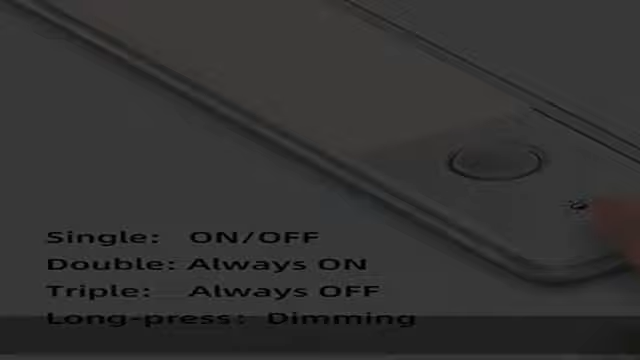 Single: ON/OFF
Double: Always ON
Triple: Always OFF
Long-press: Dimming